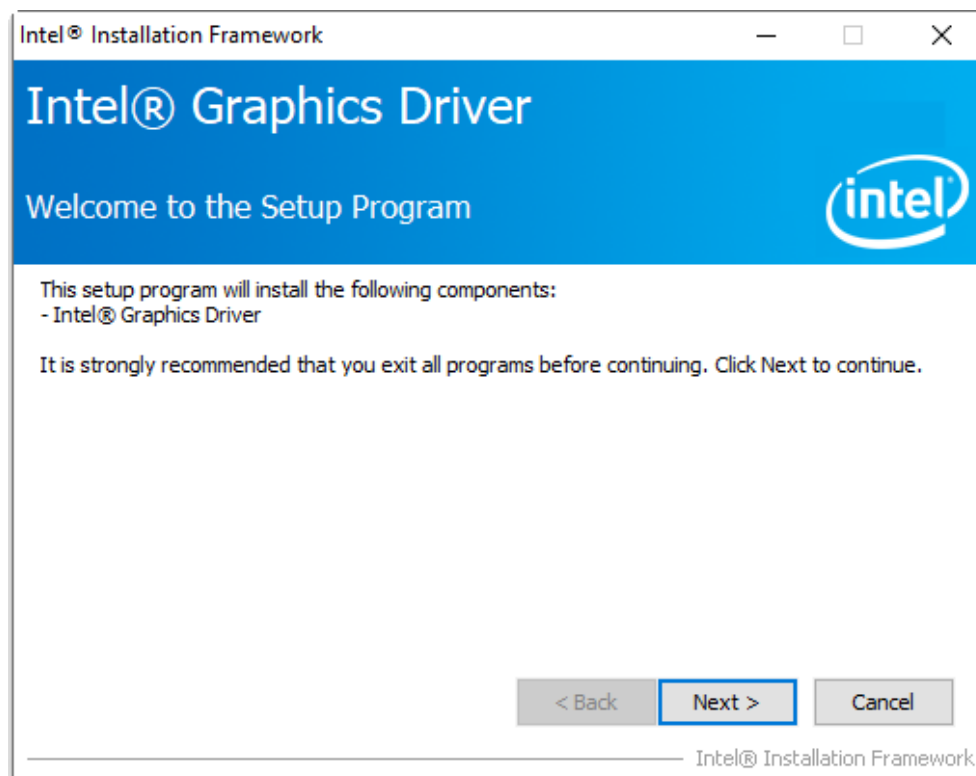 Intel® Installation Framework
Intel® Graphics Driver
Welcome to the Setup Program
intel
This setup program will install the following components:
- Intel® Graphics Driver
It is strongly recommended that you exit all programs before continuing. Click Next to continue.
< Back Next > Cancel
Intel® Installation Framework